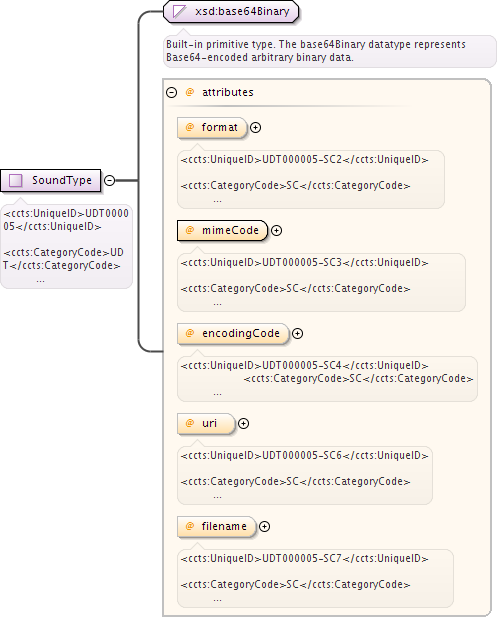 xsd:base64Binary
Built-in primitive type. The base64Binary datatype represents
Base64-encoded arbitrary binary data.
@ attributes
@ format
<ccts:UniqueID>UDT000005-SC2</ccts:UniqueID>
<ccts:CategoryCode>SC</ccts:CategoryCode>
...
SoundType
<ccts:UniqueID>UDT0000
05</ccts:UniqueID>
<ccts:CategoryCode>UD
T</ccts:CategoryCode>
...
@ mimeCode
<ccts:UniqueID>UDT000005-SC3</ccts:UniqueID>
<ccts:CategoryCode>SC</ccts:CategoryCode>
...
@ encodingCode
<ccts:UniqueID>UDT000005-SC4</ccts:UniqueID>
<ccts:CategoryCode>SC</ccts:CategoryCode>
...
@ uri
<ccts:UniqueID>UDT000005-SC6</ccts:UniqueID>
<ccts:CategoryCode>SC</ccts:CategoryCode>
...
@ filename
<ccts:UniqueID>UDT000005-SC7</ccts:UniqueID>
<ccts:CategoryCode>SC</ccts:CategoryCode>
...